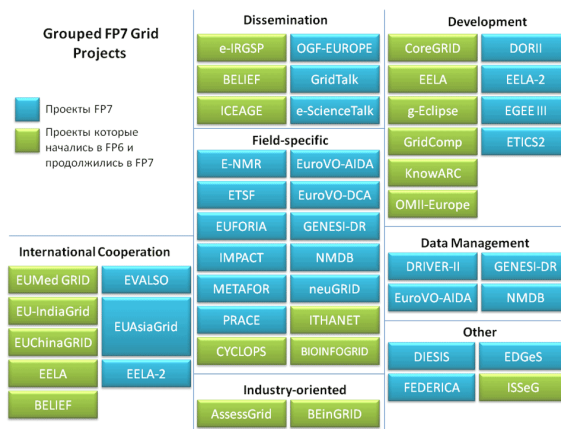 Grouped FP7 Grid
Projects
Проекты FP7
Проекты которые
начались в FP6 и
продолжились в FP7
Dissemination
e-IRGSP OGF-EUROPE
BELIEF GridTalk
ICEAGE e-ScienceTalk
Field-specific
E-NMR EuroVO-AIDA
ETSF EuroVO-DCA
EUFORIA GENESI-DR
IMPACT NMDB
METAFOR neuGRID
PRACE ITHANET
CYCLOPS BIOINFOGRID
Industry-oriented
AssessGrid BEinGRID
Development
CoreGRID DORII
EELA EELA-2
g-Eclipse EGEE III
GridComp ETICS2
KnowARC
OMII-Europe
Data Management
DRIVER-II GENESI-DR
EuroVO-AIDA NMDB
Other
DIESIS EDGeS
FEDERICA ISSeG
International Cooperation
EUMed GRID EVALSO
EU-IndiaGrid
EUAsiaGrid
EUChinaGRID
EELA EELA-2
BELIEF